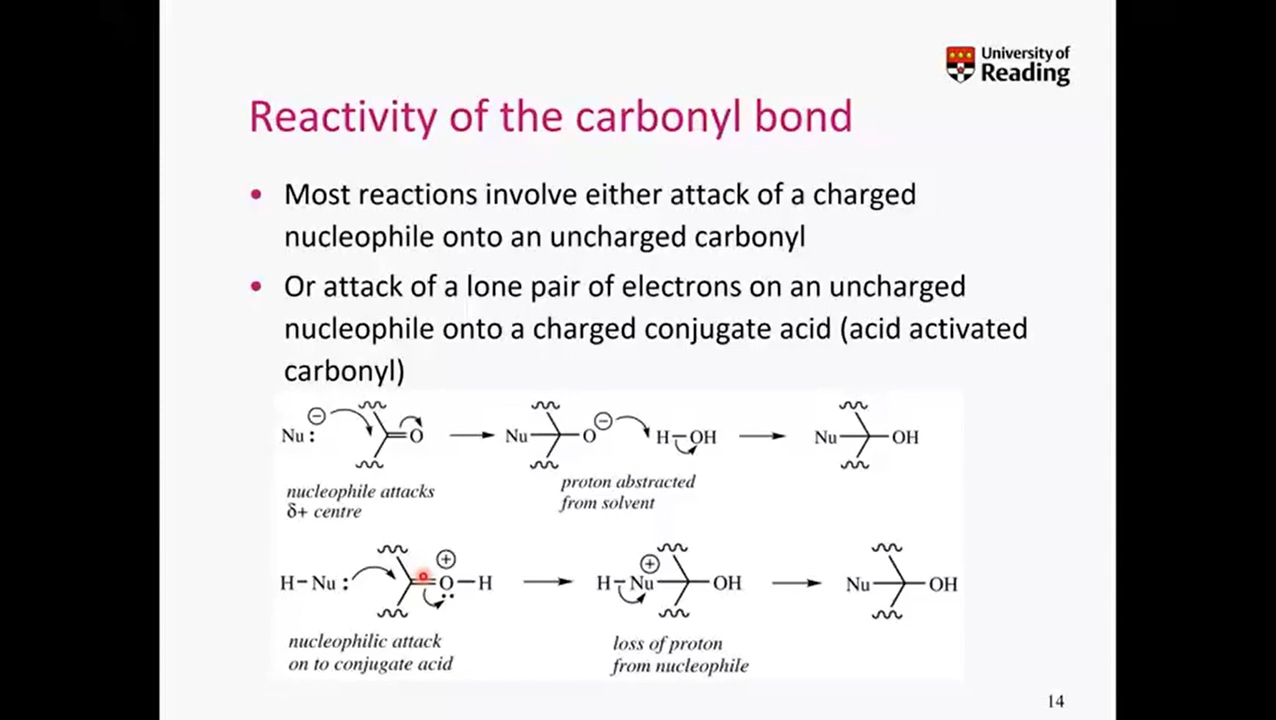 University of
Reading
Reactivity of the carbonyl bond
• Most reactions involve either attack of a charged
nucleophile onto an uncharged carbonyl
• Or attack of a lone pair of electrons on an uncharged
nucleophile onto a charged conjugate acid (acid activated
carbonyl)
Nu: ⊖ =O → Nu O ⊖ H–OH → Nu OH
nucleophile attacks
δ+ centre
proton abstracted
from solvent
H–Nu: =O–H ⊕ → H–Nu ⊕ OH → Nu OH
nucleophilic attack
on to conjugate acid
loss of proton
from nucleophile
14